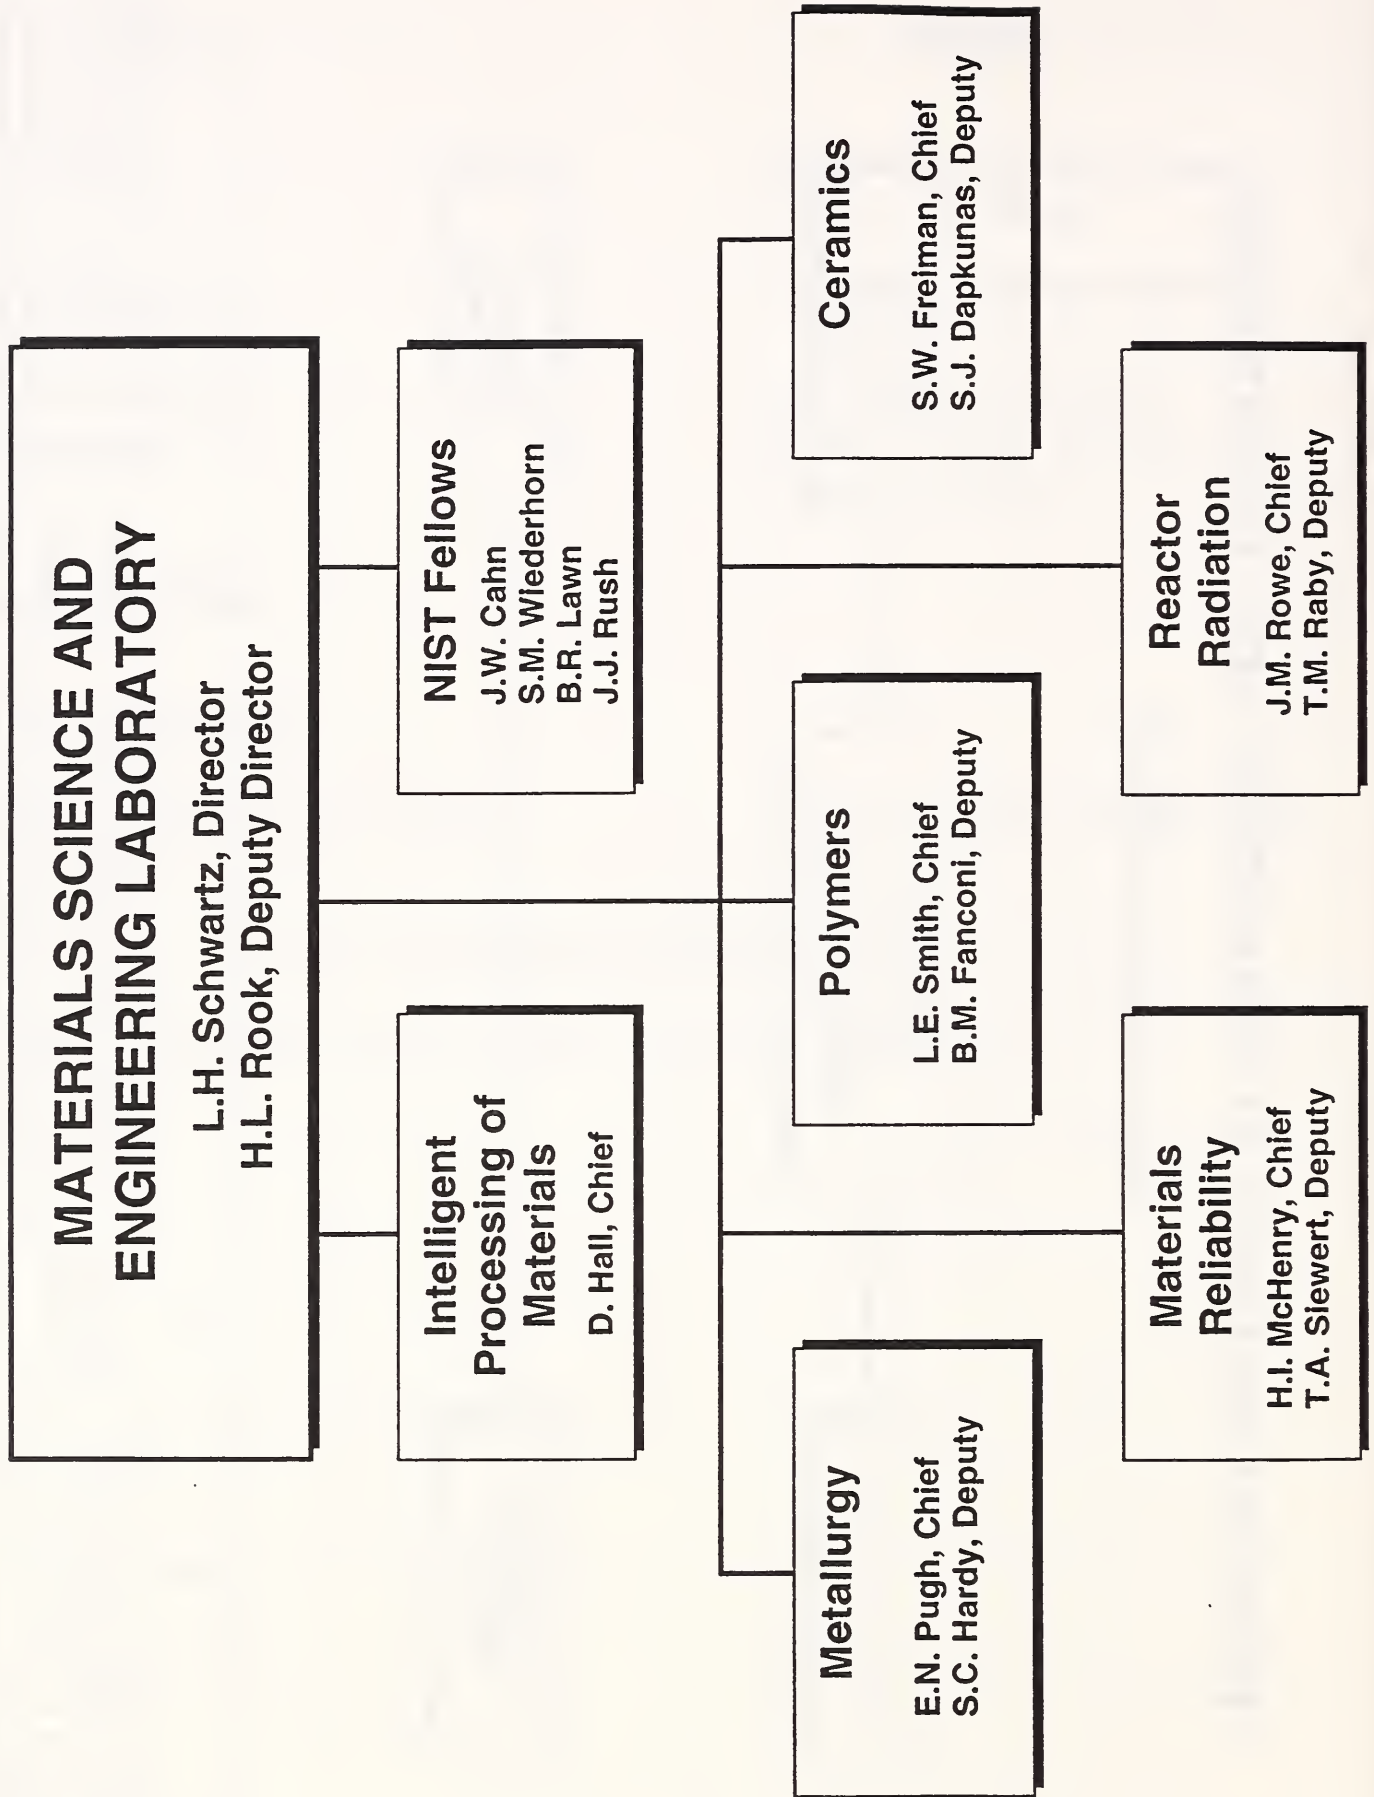 MATERIALS SCIENCE AND
ENGINEERING LABORATORY
L.H. Schwartz, Director
H.L. Rook, Deputy Director
Intelligent
Processing of
Materials
D. Hall, Chief
NIST Fellows
J.W. Cahn
S.M. Wiederhorn
B.R. Lawn
J.J. Rush
Metallurgy
E.N. Pugh, Chief
S.C. Hardy, Deputy
Polymers
L.E. Smith, Chief
B.M. Fanconi, Deputy
Ceramics
S.W. Freiman, Chief
S.J. Dapkunas, Deputy
Materials
Reliability
H.I. McHenry, Chief
T.A. Siewert, Deputy
Reactor
Radiation
J.M. Rowe, Chief
T.M. Raby, Deputy